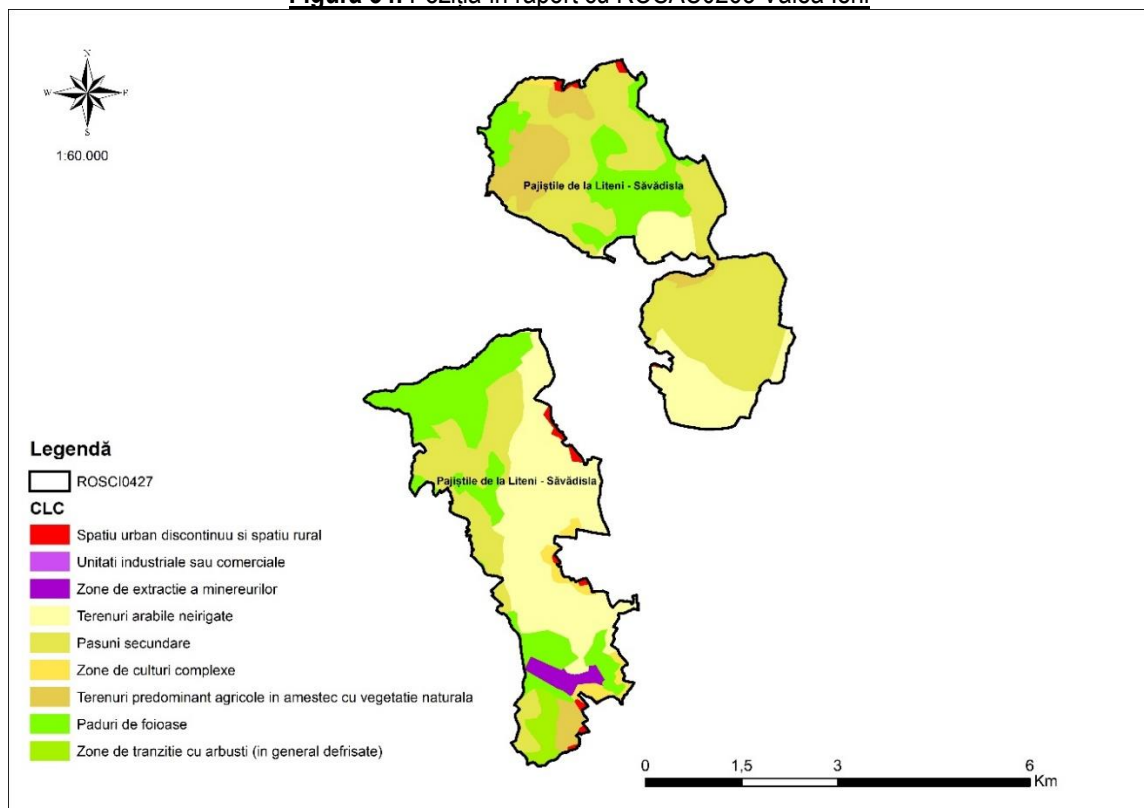 N
W E
S
1:60.000
Pajiștile de la Liteni - Săvădisla
Pajiștile de la Liteni - Săvădisla
Legendă
ROSCI0427
CLC
Spatiu urban discontinuu si spatiu rural
Unitati industriale sau comerciale
Zone de extractie a minereurilor
Terenuri arabile neirigate
Pasuni secundare
Zone de culturi complexe
Terenuri predominant agricole in amestec cu vegetatie naturala
Paduri de foioase
Zone de tranzitie cu arbusti (in general defrisate)
0 1,5 3 6
Km